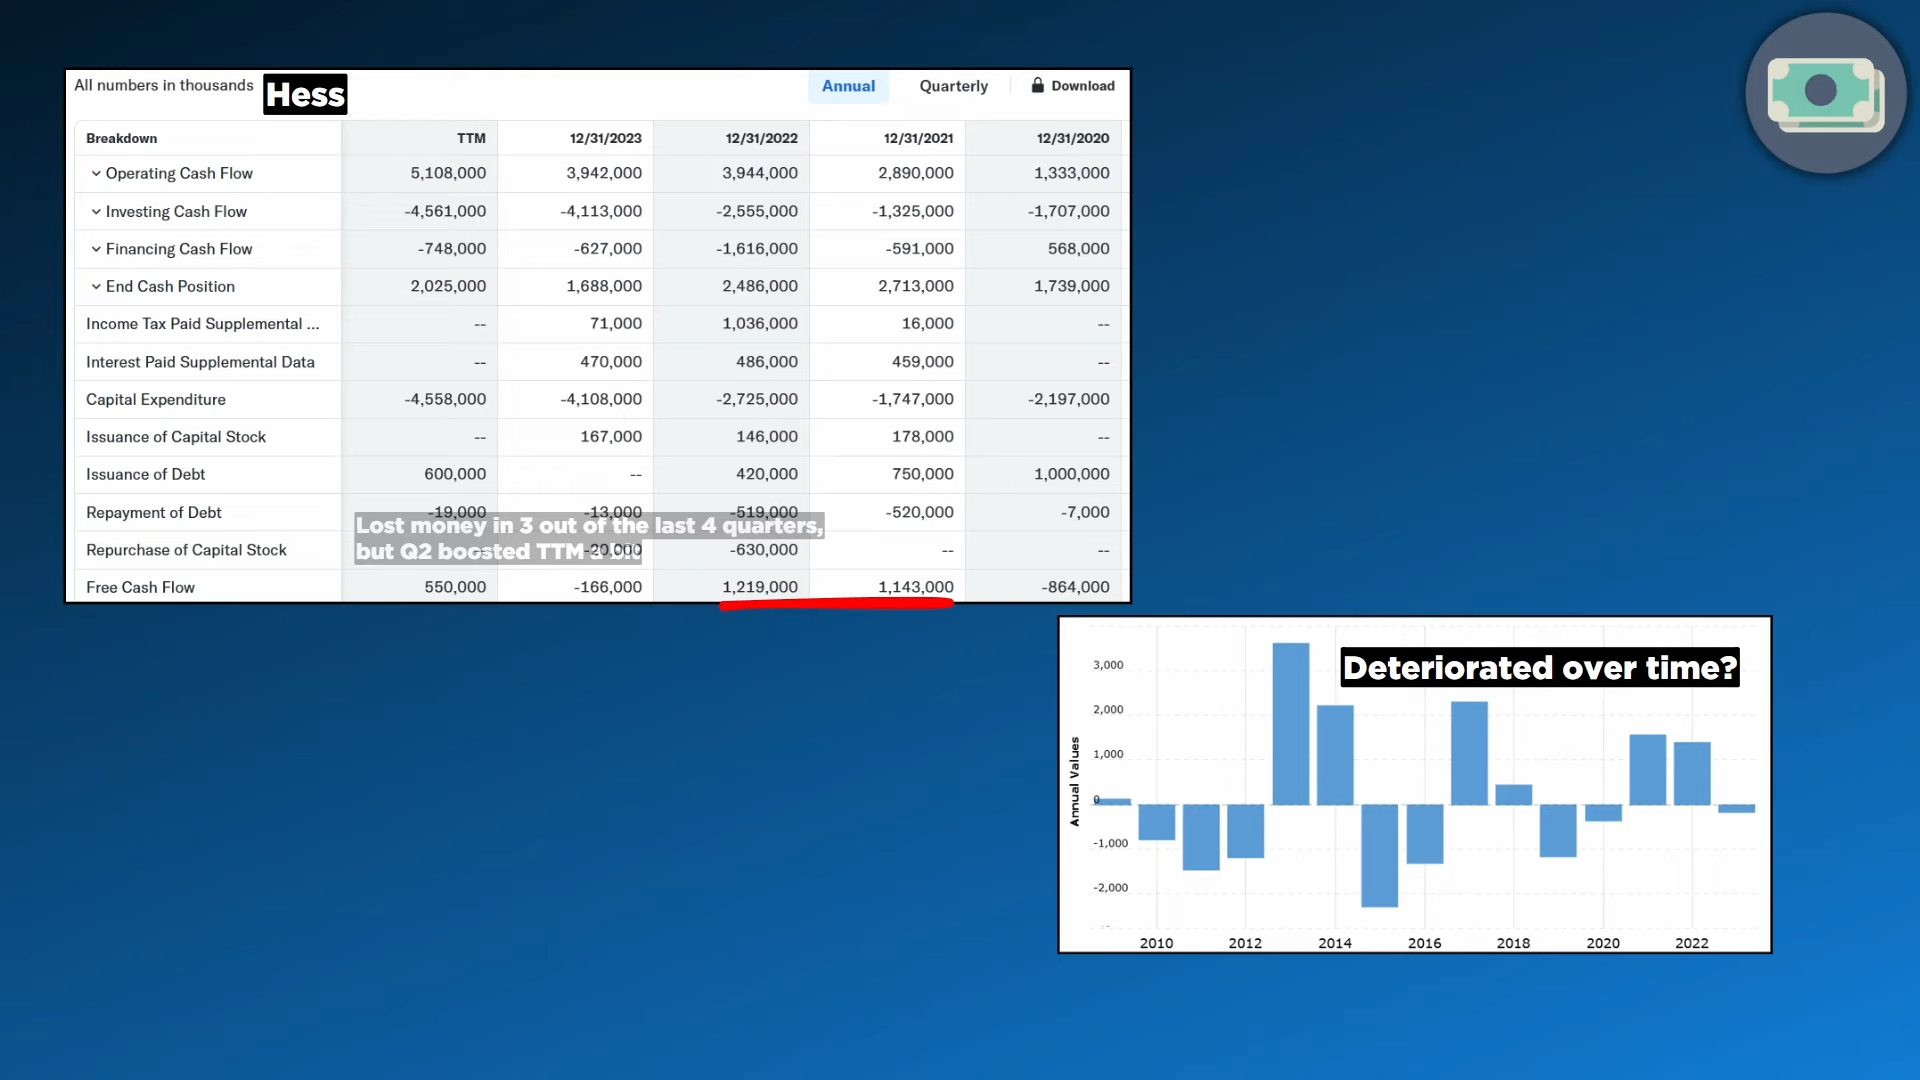 All numbers in thousands Hess Annual Quarterly Download
Breakdown TTM 12/31/2023 12/31/2022 12/31/2021 12/31/2020
Operating Cash Flow 5,108,000 3,942,000 3,944,000 2,890,000 1,333,000
Investing Cash Flow -4,561,000 -4,113,000 -2,555,000 -1,325,000 -1,707,000
Financing Cash Flow -748,000 -627,000 -1,616,000 -591,000 568,000
End Cash Position 2,025,000 1,688,000 2,486,000 2,713,000 1,739,000
Income Tax Paid Supplemental ... -- 71,000 1,036,000 16,000 --
Interest Paid Supplemental Data -- 470,000 486,000 459,000 --
Capital Expenditure -4,558,000 -4,108,000 -2,725,000 -1,747,000 -2,197,000
Issuance of Capital Stock -- 167,000 146,000 178,000 --
Issuance of Debt 600,000 -- 420,000 750,000 1,000,000
Repayment of Debt -19,000 -13,000 -519,000 -520,000 -7,000
Lost money in 3 out of the last 4 quarters,
but Q2 boosted TTM a bit
Repurchase of Capital Stock -- -20,000 -630,000 -- --
Free Cash Flow 550,000 -166,000 1,219,000 1,143,000 -864,000
Deteriorated over time?
Annual Values
3,000
2,000
1,000
0
-1,000
-2,000
2010 2012 2014 2016 2018 2020 2022